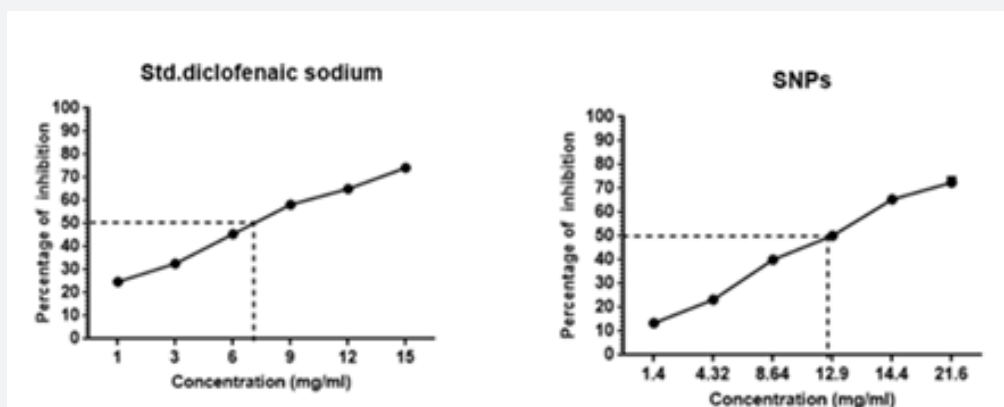 Std.diclofenaic sodium
Percentage of inhibition
100
90
80
70
60
50
40
30
20
10
0
1 3 6 9 12 15
Concentration (mg/ml)
SNPs
Percentage of inhibition
100
90
80
70
60
50
40
30
20
10
0
1.4 4.32 8.64 12.9 14.4 21.6
Concentration (mg/ml)